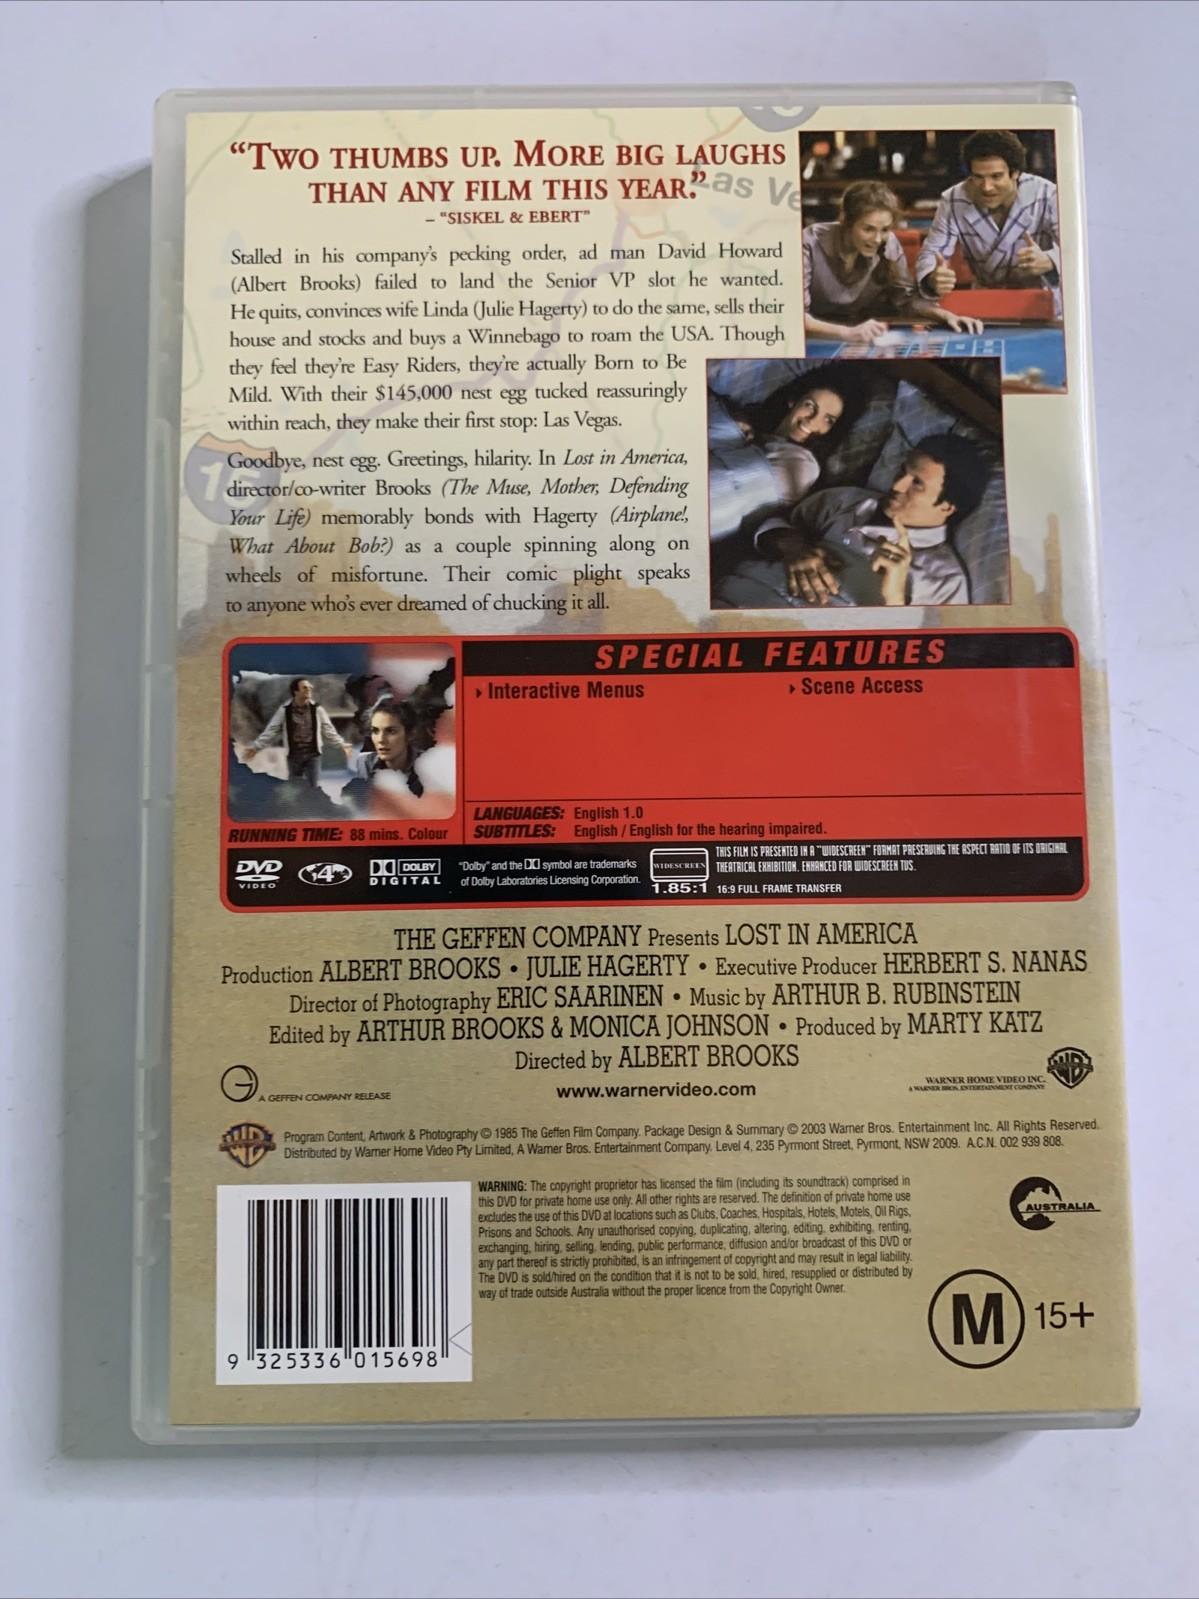 “TWO THUMBS UP. MORE BIG LAUGHS
THAN ANY FILM THIS YEAR.”
– “SISKEL & EBERT”
Las Ve
Stalled in his company's pecking order, ad man David Howard
(Albert Brooks) failed to land the Senior VP slot he wanted.
He quits, convinces wife Linda (Julie Hagerty) to do the same, sells their
house and stocks and buys a Winnebago to roam the USA. Though
they feel they're Easy Riders, they're actually Born to Be
Mild. With their $145,000 nest egg tucked reassuringly
within reach, they make their first stop: Las Vegas.
15
Goodbye, nest egg. Greetings, hilarity. In Lost in America,
director/co-writer Brooks (The Muse, Mother, Defending
Your Life) memorably bonds with Hagerty (Airplane!,
What About Bob?) as a couple spinning along on
wheels of misfortune. Their comic plight speaks
to anyone who's ever dreamed of chucking it all.
SPECIAL FEATURES
Interactive Menus
Scene Access
LANGUAGES: English 1.0
SUBTITLES: English / English for the hearing impaired.
RUNNING TIME: 88 mins. Colour
DVD VIDEO
4
DOLBY DIGITAL
"Dolby" and the symbol are trademarks
of Dolby Laboratories Licensing Corporation.
WIDESCREEN
1.85:1
THIS FILM IS PRESENTED IN A "WIDESCREEN" FORMAT PRESERVING THE ASPECT RATIO OF ITS ORIGINAL
THEATRICAL EXHIBITION. ENHANCED FOR WIDESCREEN TVS.
16:9 FULL FRAME TRANSFER
THE GEFFEN COMPANY Presents LOST IN AMERICA
Production ALBERT BROOKS • JULIE HAGERTY • Executive Producer HERBERT S. NANAS
Director of Photography ERIC SAARINEN • Music by ARTHUR B. RUBINSTEIN
Edited by ARTHUR BROOKS & MONICA JOHNSON • Produced by MARTY KATZ
Directed by ALBERT BROOKS
A GEFFEN COMPANY RELEASE
www.warnervideo.com
WARNER HOME VIDEO INC.
A WARNER BROS. ENTERTAINMENT COMPANY
WB
WB
Program Content, Artwork & Photography © 1985 The Geffen Film Company. Package Design & Summary © 2003 Warner Bros. Entertainment Inc. All Rights Reserved.
Distributed by Warner Home Video Pty Limited, A Warner Bros. Entertainment Company. Level 4, 235 Pyrmont Street, Pyrmont, NSW 2009. A.C.N. 002 939 808.
WARNING: The copyright proprietor has licensed the film (including its soundtrack) comprised in
this DVD for private home use only. All other rights are reserved. The definition of private home use
excludes the use of this DVD at locations such as Clubs, Coaches, Hospitals, Hotels, Motels, Oil Rigs,
Prisons and Schools. Any unauthorised copying, duplicating, altering, editing, exhibiting, renting,
exchanging, hiring, selling, lending, public performance, diffusion and/or broadcast of this DVD or
any part thereof is strictly prohibited, is an infringement of copyright and may result in legal liability.
The DVD is sold/hired on the condition that it is not to be sold, hired, resupplied or distributed by
way of trade outside Australia without the proper licence from the Copyright Owner.
AUSTRALIA
M 15+
9 325336 015698